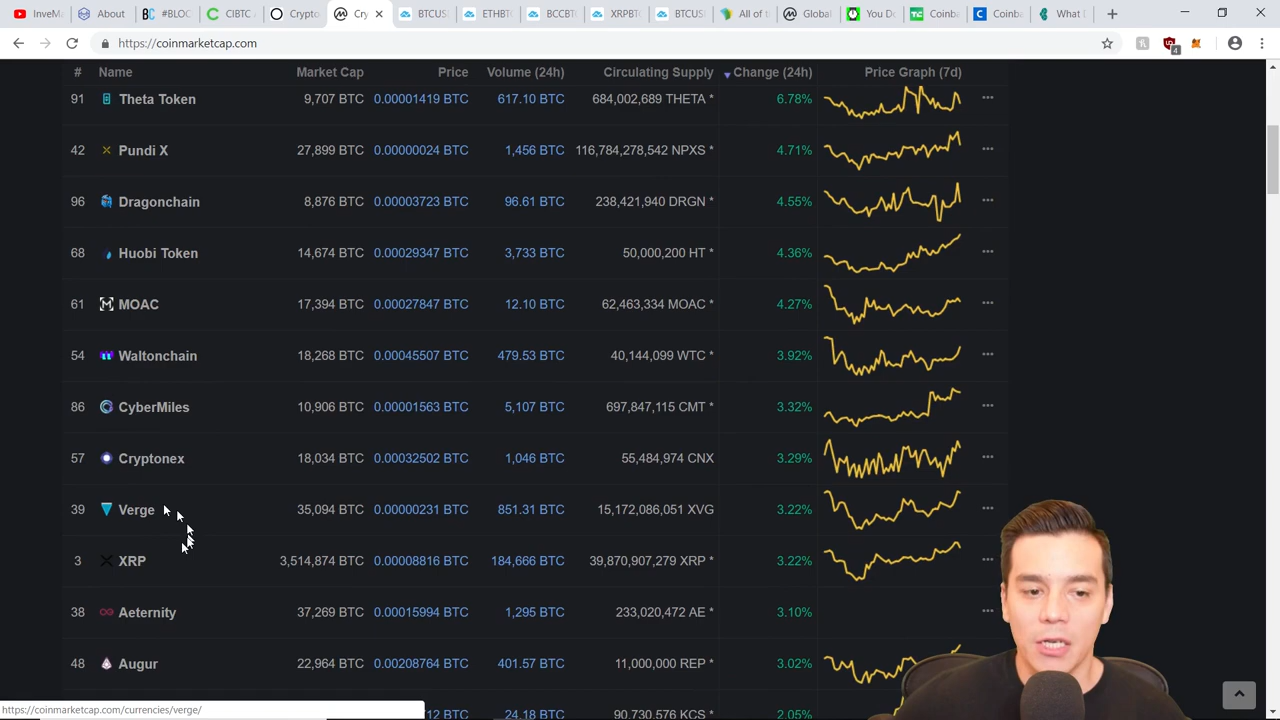 InveMo
About
#BLOC
CIBTC
Crypto
Cry
BTCUS
ETHBTC
BCCBT
XRPBT
BTCUS
All of t
Global
You Do
Coinba
Coinb
What D
https://coinmarketcap.com
4
# Name Market Cap Price Volume (24h) Circulating Supply Change (24h) Price Graph (7d)
91 Theta Token 9,707 BTC 0.00001419 BTC 617.10 BTC 684,002,689 THETA * 6.78%
42 Pundi X 27,899 BTC 0.00000024 BTC 1,456 BTC 116,784,278,542 NPXS * 4.71%
96 Dragonchain 8,876 BTC 0.00003723 BTC 96.61 BTC 238,421,940 DRGN * 4.55%
68 Huobi Token 14,674 BTC 0.00029347 BTC 3,733 BTC 50,000,200 HT * 4.36%
61 MOAC 17,394 BTC 0.00027847 BTC 12.10 BTC 62,463,334 MOAC * 4.27%
54 Waltonchain 18,268 BTC 0.00045507 BTC 479.53 BTC 40,144,099 WTC * 3.92%
86 CyberMiles 10,906 BTC 0.00001563 BTC 5,107 BTC 697,847,115 CMT * 3.32%
57 Cryptonex 18,034 BTC 0.00032502 BTC 1,046 BTC 55,484,974 CNX 3.29%
39 Verge 35,094 BTC 0.00000231 BTC 851.31 BTC 15,172,086,051 XVG 3.22%
3 XRP 3,514,874 BTC 0.00008816 BTC 184,666 BTC 39,870,907,279 XRP * 3.22%
38 Aeternity 37,269 BTC 0.00015994 BTC 1,295 BTC 233,020,472 AE * 3.10%
48 Augur 22,964 BTC 0.00208764 BTC 401.57 BTC 11,000,000 REP * 3.02%
https://coinmarketcap.com/currencies/verge/
12 BTC 24.18 BTC 90,730,576 KCS * 2.05%